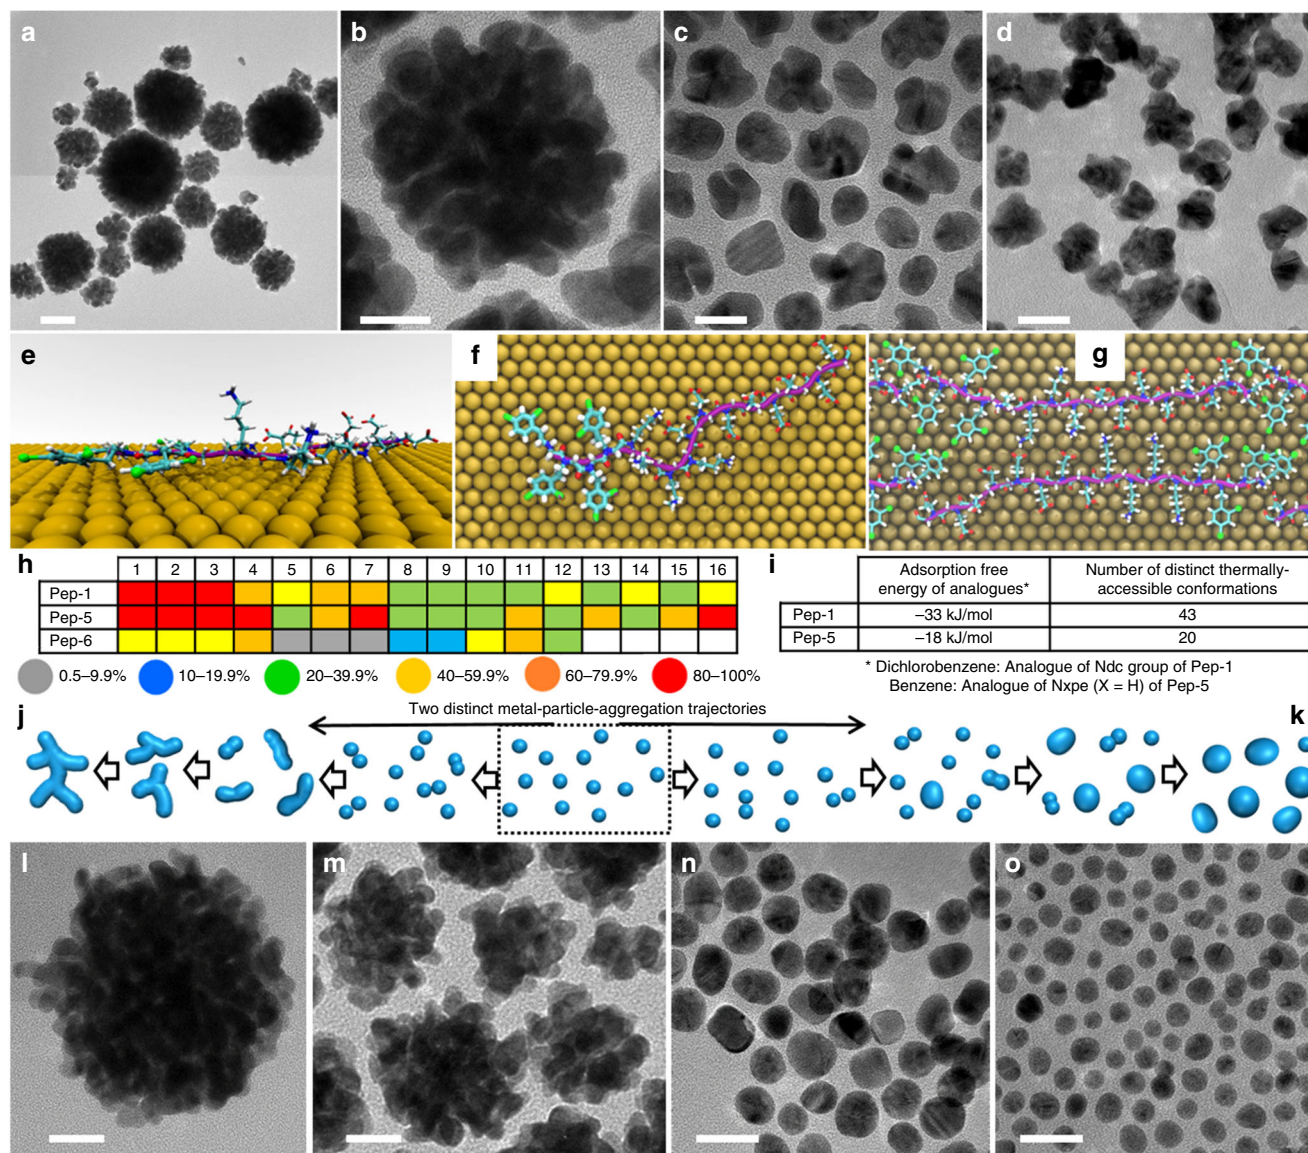 a
b
c
d
e
f
g
h
1 2 3 4 5 6 7 8 9 10 11 12 13 14 15 16
Pep-1
Pep-5
Pep-6
0.5–9.9% 10–19.9% 20–39.9% 40–59.9% 60–79.9% 80–100%
i
Adsorption free energy of analogues*
Number of distinct thermally-accessible conformations
Pep-1 –33 kJ/mol 43
Pep-5 –18 kJ/mol 20
* Dichlorobenzene: Analogue of Ndc group of Pep-1
Benzene: Analogue of Nxpe (X = H) of Pep-5
j
Two distinct metal-particle-aggregation trajectories
k
l
m
n
o